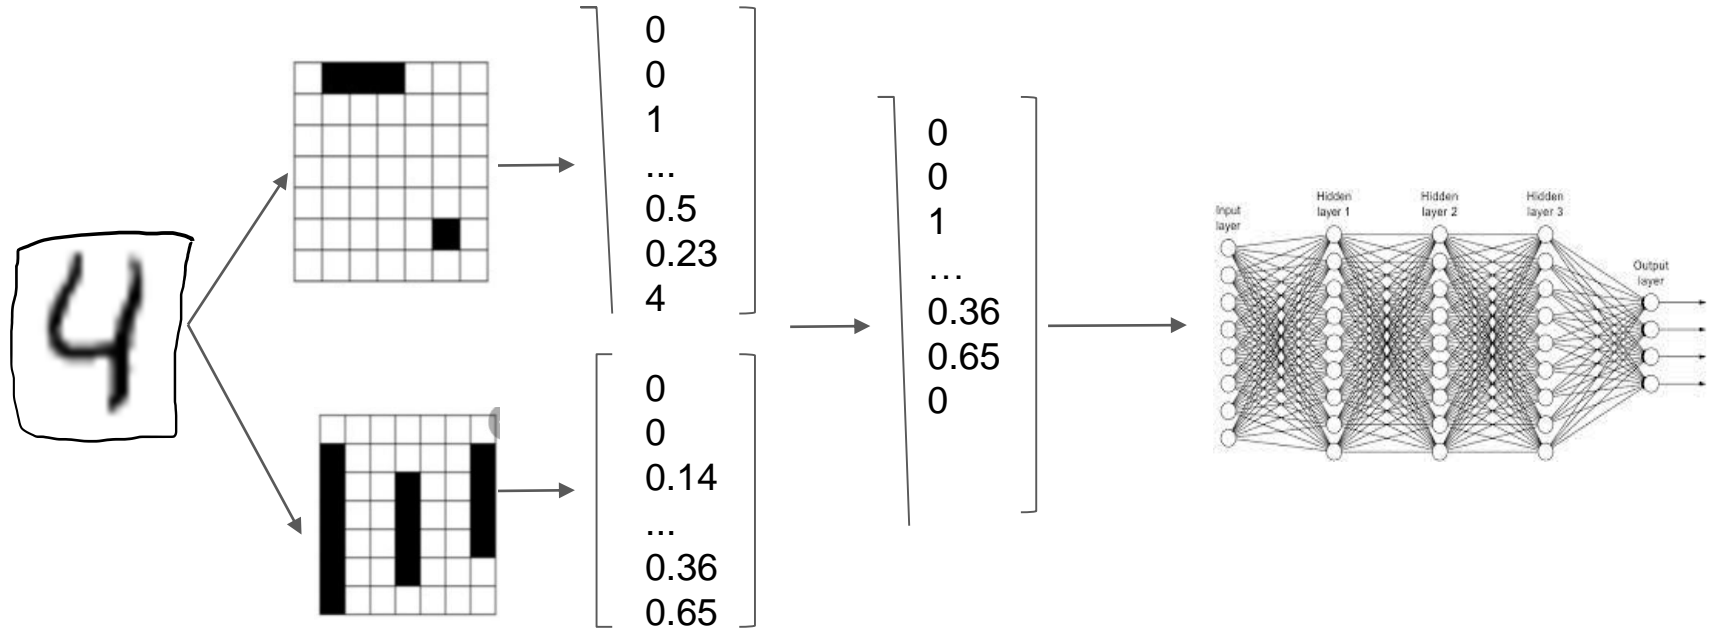 4
0
0
1
...
0.5
0.23
4
0
0
0.14
...
0.36
0.65
0
0
1
...
0.36
0.65
0
Input
layer
Hidden
layer 1
Hidden
layer 2
Hidden
layer 3
Output
layer